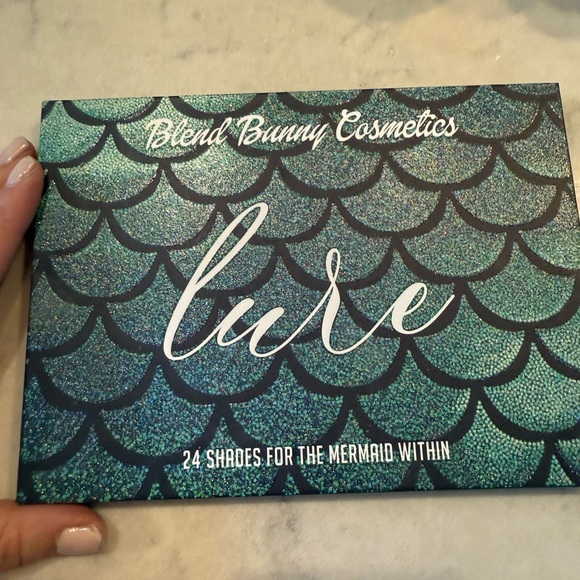 Blend Bunny Cosmetics
lure
24 SHADES FOR THE MERMAID WITHIN